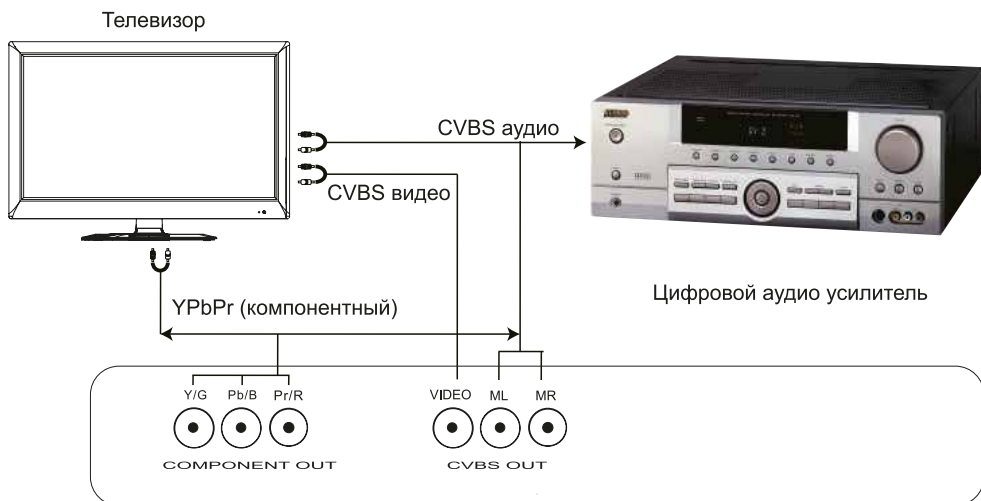 Телевизор
CVBS аудио
CVBS видео
Цифровой аудио усилитель
YPbPr (компонентный)
Y/G Pb/B Pr/R VIDEO ML MR
COMPONENT OUT CVBS OUT